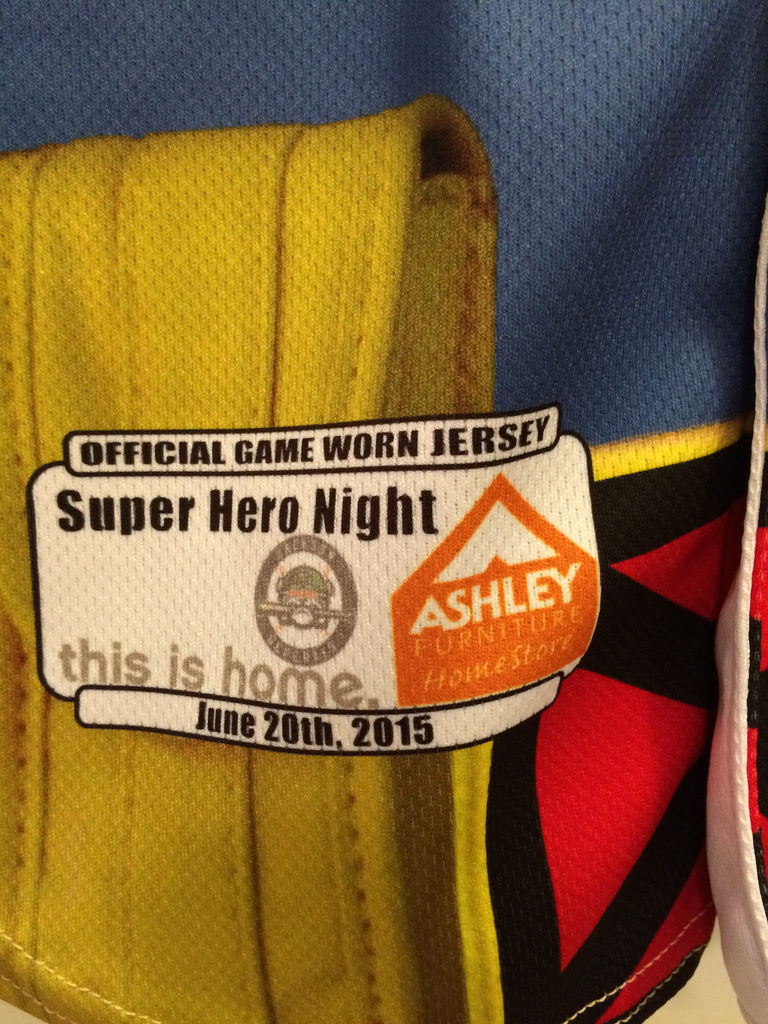 OFFICIAL GAME WORN JERSEY
Super Hero Night
ASHLEY
FURNITURE
HomeStore
this is home.
June 20th, 2015